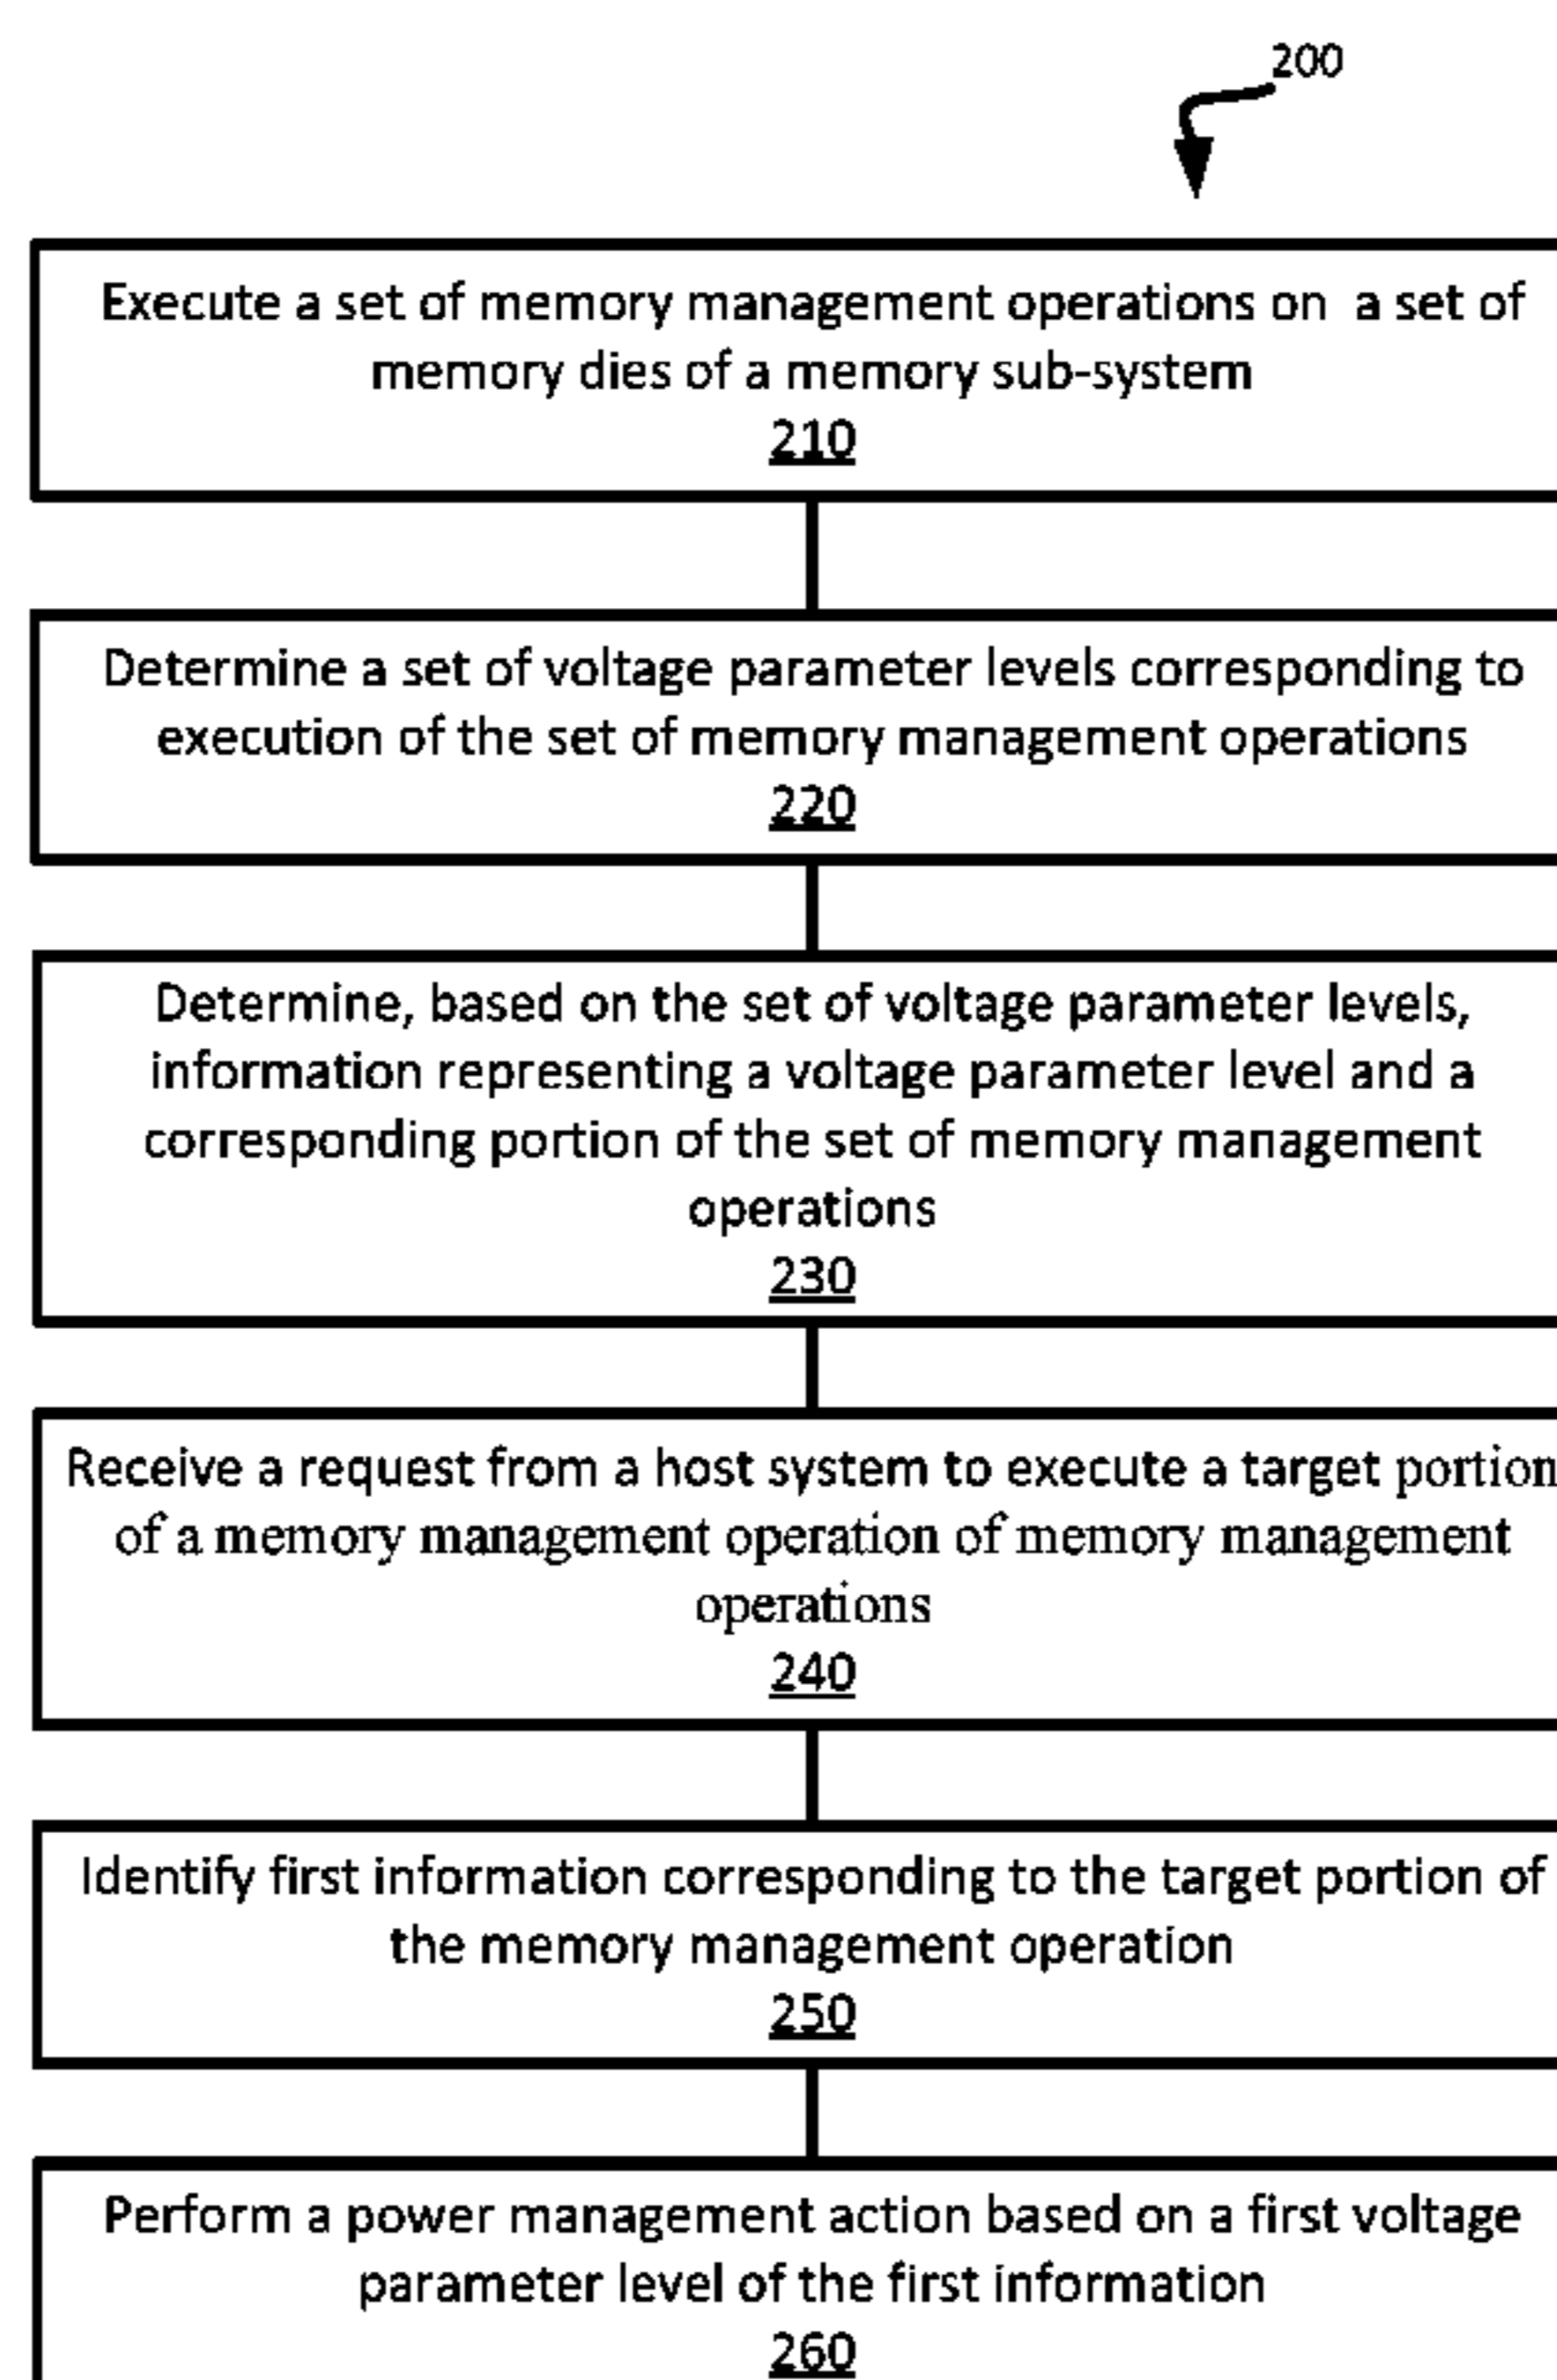 200
Execute a set of memory management operations on a set of
memory dies of a memory sub-system
210
Determine a set of voltage parameter levels corresponding to
execution of the set of memory management operations
220
Determine, based on the set of voltage parameter levels,
information representing a voltage parameter level and a
corresponding portion of the set of memory management
operations
230
Receive a request from a host system to execute a target portion
of a memory management operation of memory management
operations
240
Identify first information corresponding to the target portion of
the memory management operation
250
Perform a power management action based on a first voltage
parameter level of the first information
260